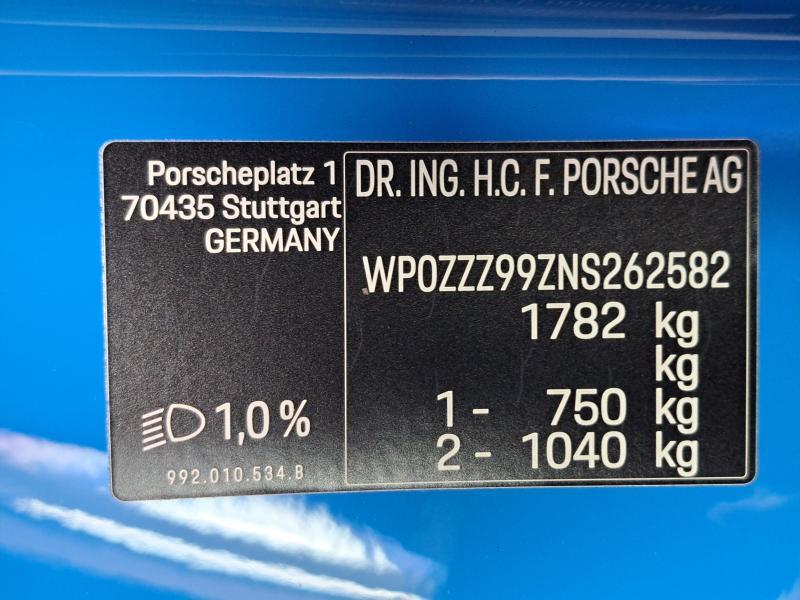 Porscheplatz 1
70435 Stuttgart
GERMANY
1,0 %
992.010.534.B
DR. ING. H.C. F. PORSCHE AG
WP0ZZZ99ZNS262582
1782 kg
kg
1 - 750 kg
2 - 1040 kg